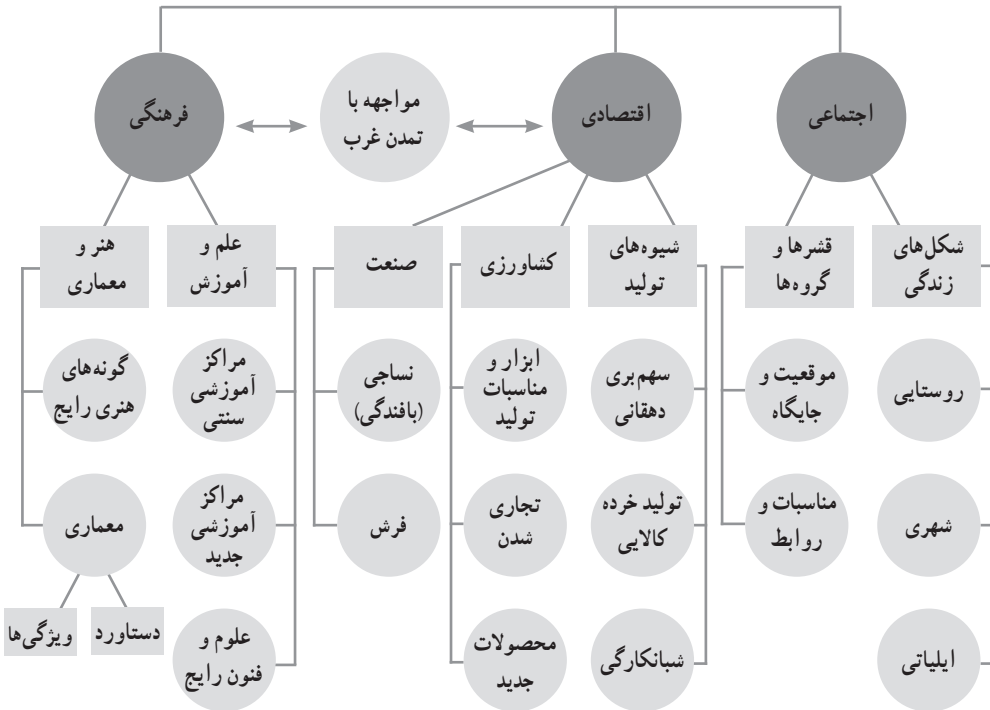 اجتماعی
اقتصادی
مواجهه با
تمدن غرب
فرهنگی
شکل‌های
زندگی
قشرها و
گروه‌ها
شیوه‌های
تولید
کشاورزی
صنعت
علم و
آموزش
هنر و
معماری
روستایی
موقعیت و
جایگاه
سهم‌بری
دهقانی
ابزار و
مناسبات
تولید
نساجی
(بافندگی)
مراکز
آموزشی
سنتی
گونه‌های
هنری رایج
شهری
مناسبات و
روابط
تولید خرده
کالایی
تجاری
شدن
فرش
مراکز
آموزشی
جدید
معماری
ایلیاتی
شبانکارگی
محصولات
جدید
علوم و
فنون رایج
دستاورد
ویژگی‌ها